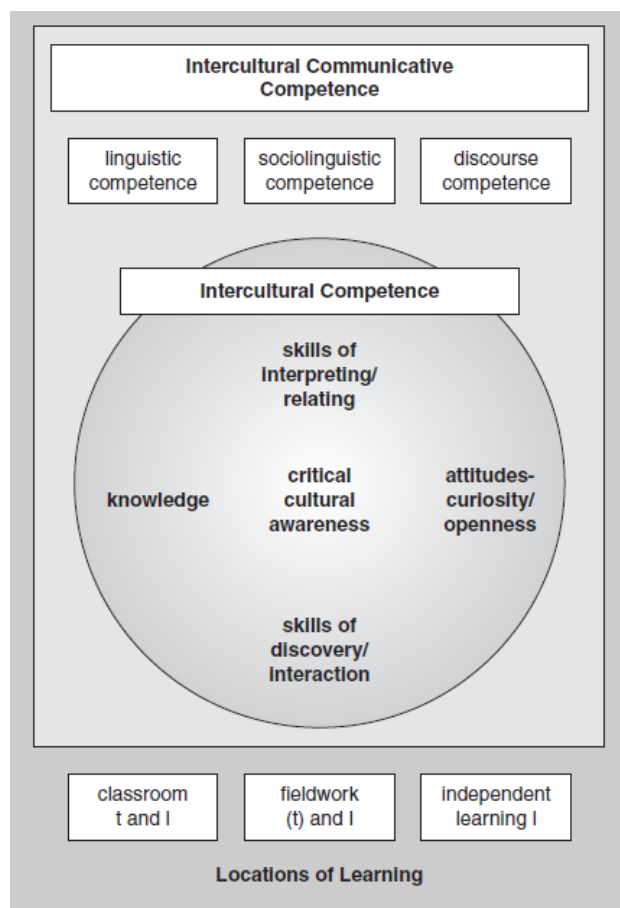 Intercultural Communicative
Competence
linguistic
competence
sociolinguistic
competence
discourse
competence
Intercultural Competence
skills of
interpreting/
relating
knowledge
critical
cultural
awareness
attitudes-
curiosity/
openness
skills of
discovery/
interaction
classroom
t and l
fieldwork
(t) and l
independent
learning l
Locations of Learning